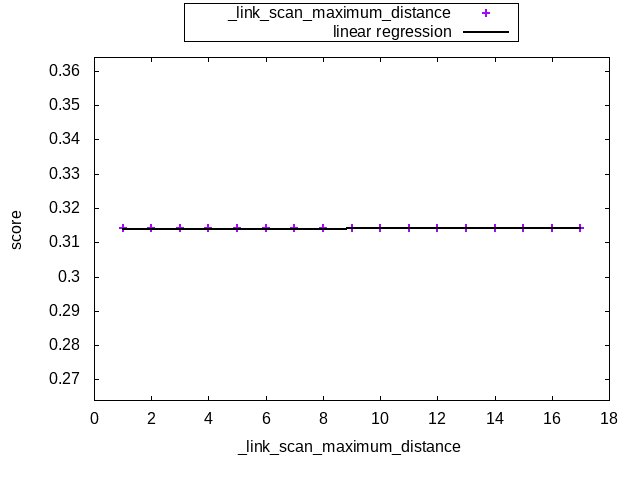 _link_scan_maximum_distance
linear regression
0.36
0.35
0.34
0.33
0.32
0.31
0.3
0.29
0.28
0.27
score
0 2 4 6 8 10 12 14 16 18
_link_scan_maximum_distance